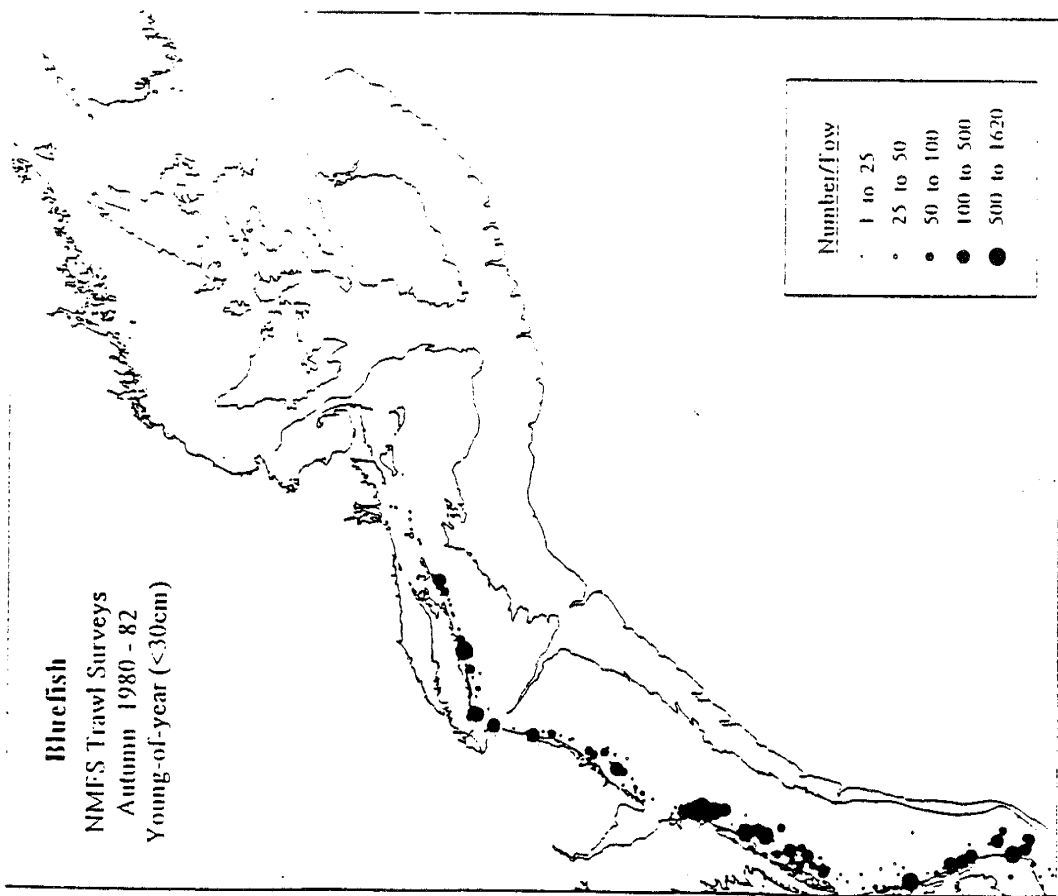 Bluefish
NMFS Trawl Surveys
Autumn 1980 - 82
Young-of-year (<30cm)
Number/Tow
1 to 25
25 to 50
50 to 100
100 to 500
500 to 1620